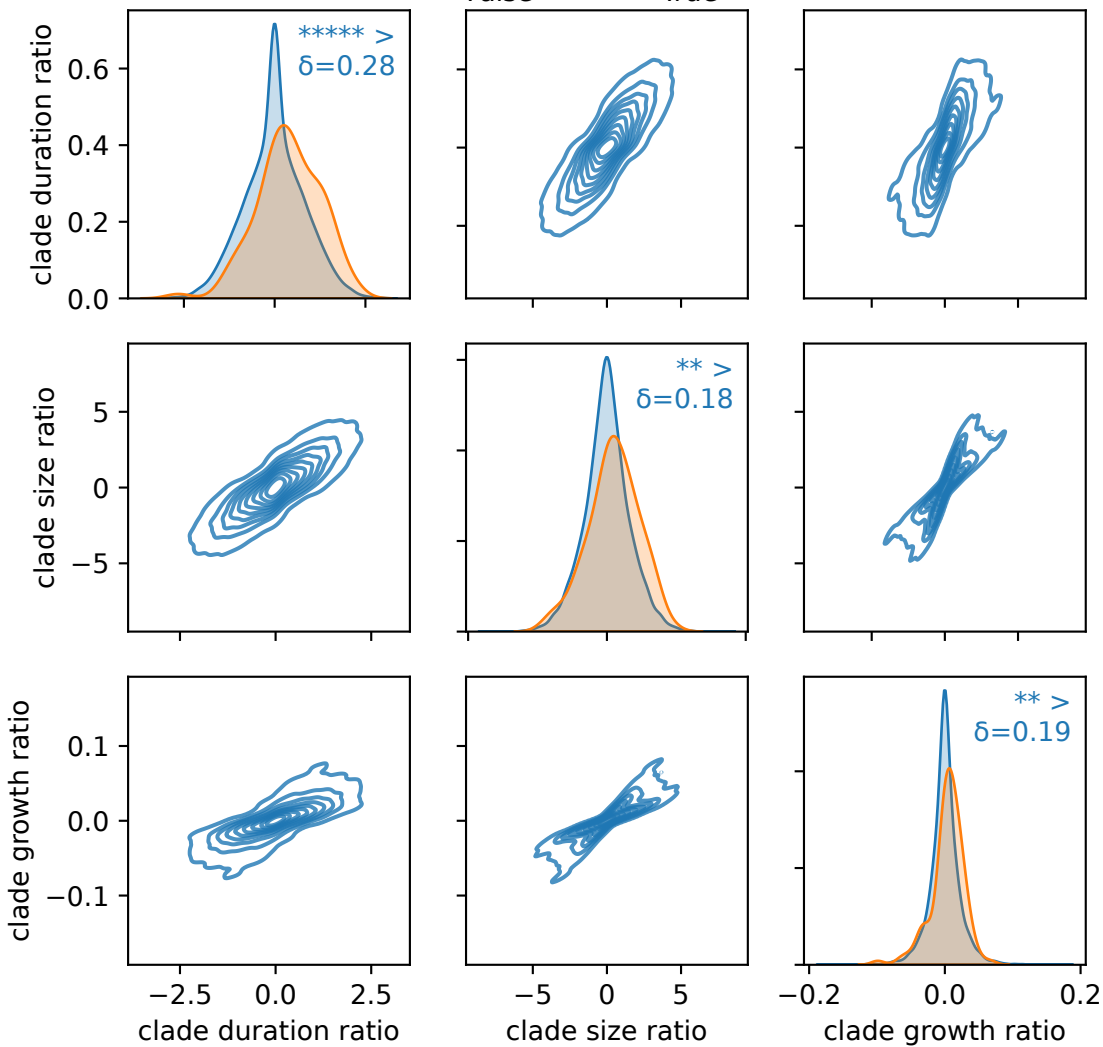 clade duration ratio
0.6
0.4
0.2
0.0
***** >
δ=0.28
clade size ratio
5
0
−5
** >
δ=0.18
clade growth ratio
0.1
0.0
−0.1
** >
δ=0.19
−2.5 0.0 2.5
−5 0 5
−0.2 0.0 0.2
clade duration ratio
clade size ratio
clade growth ratio